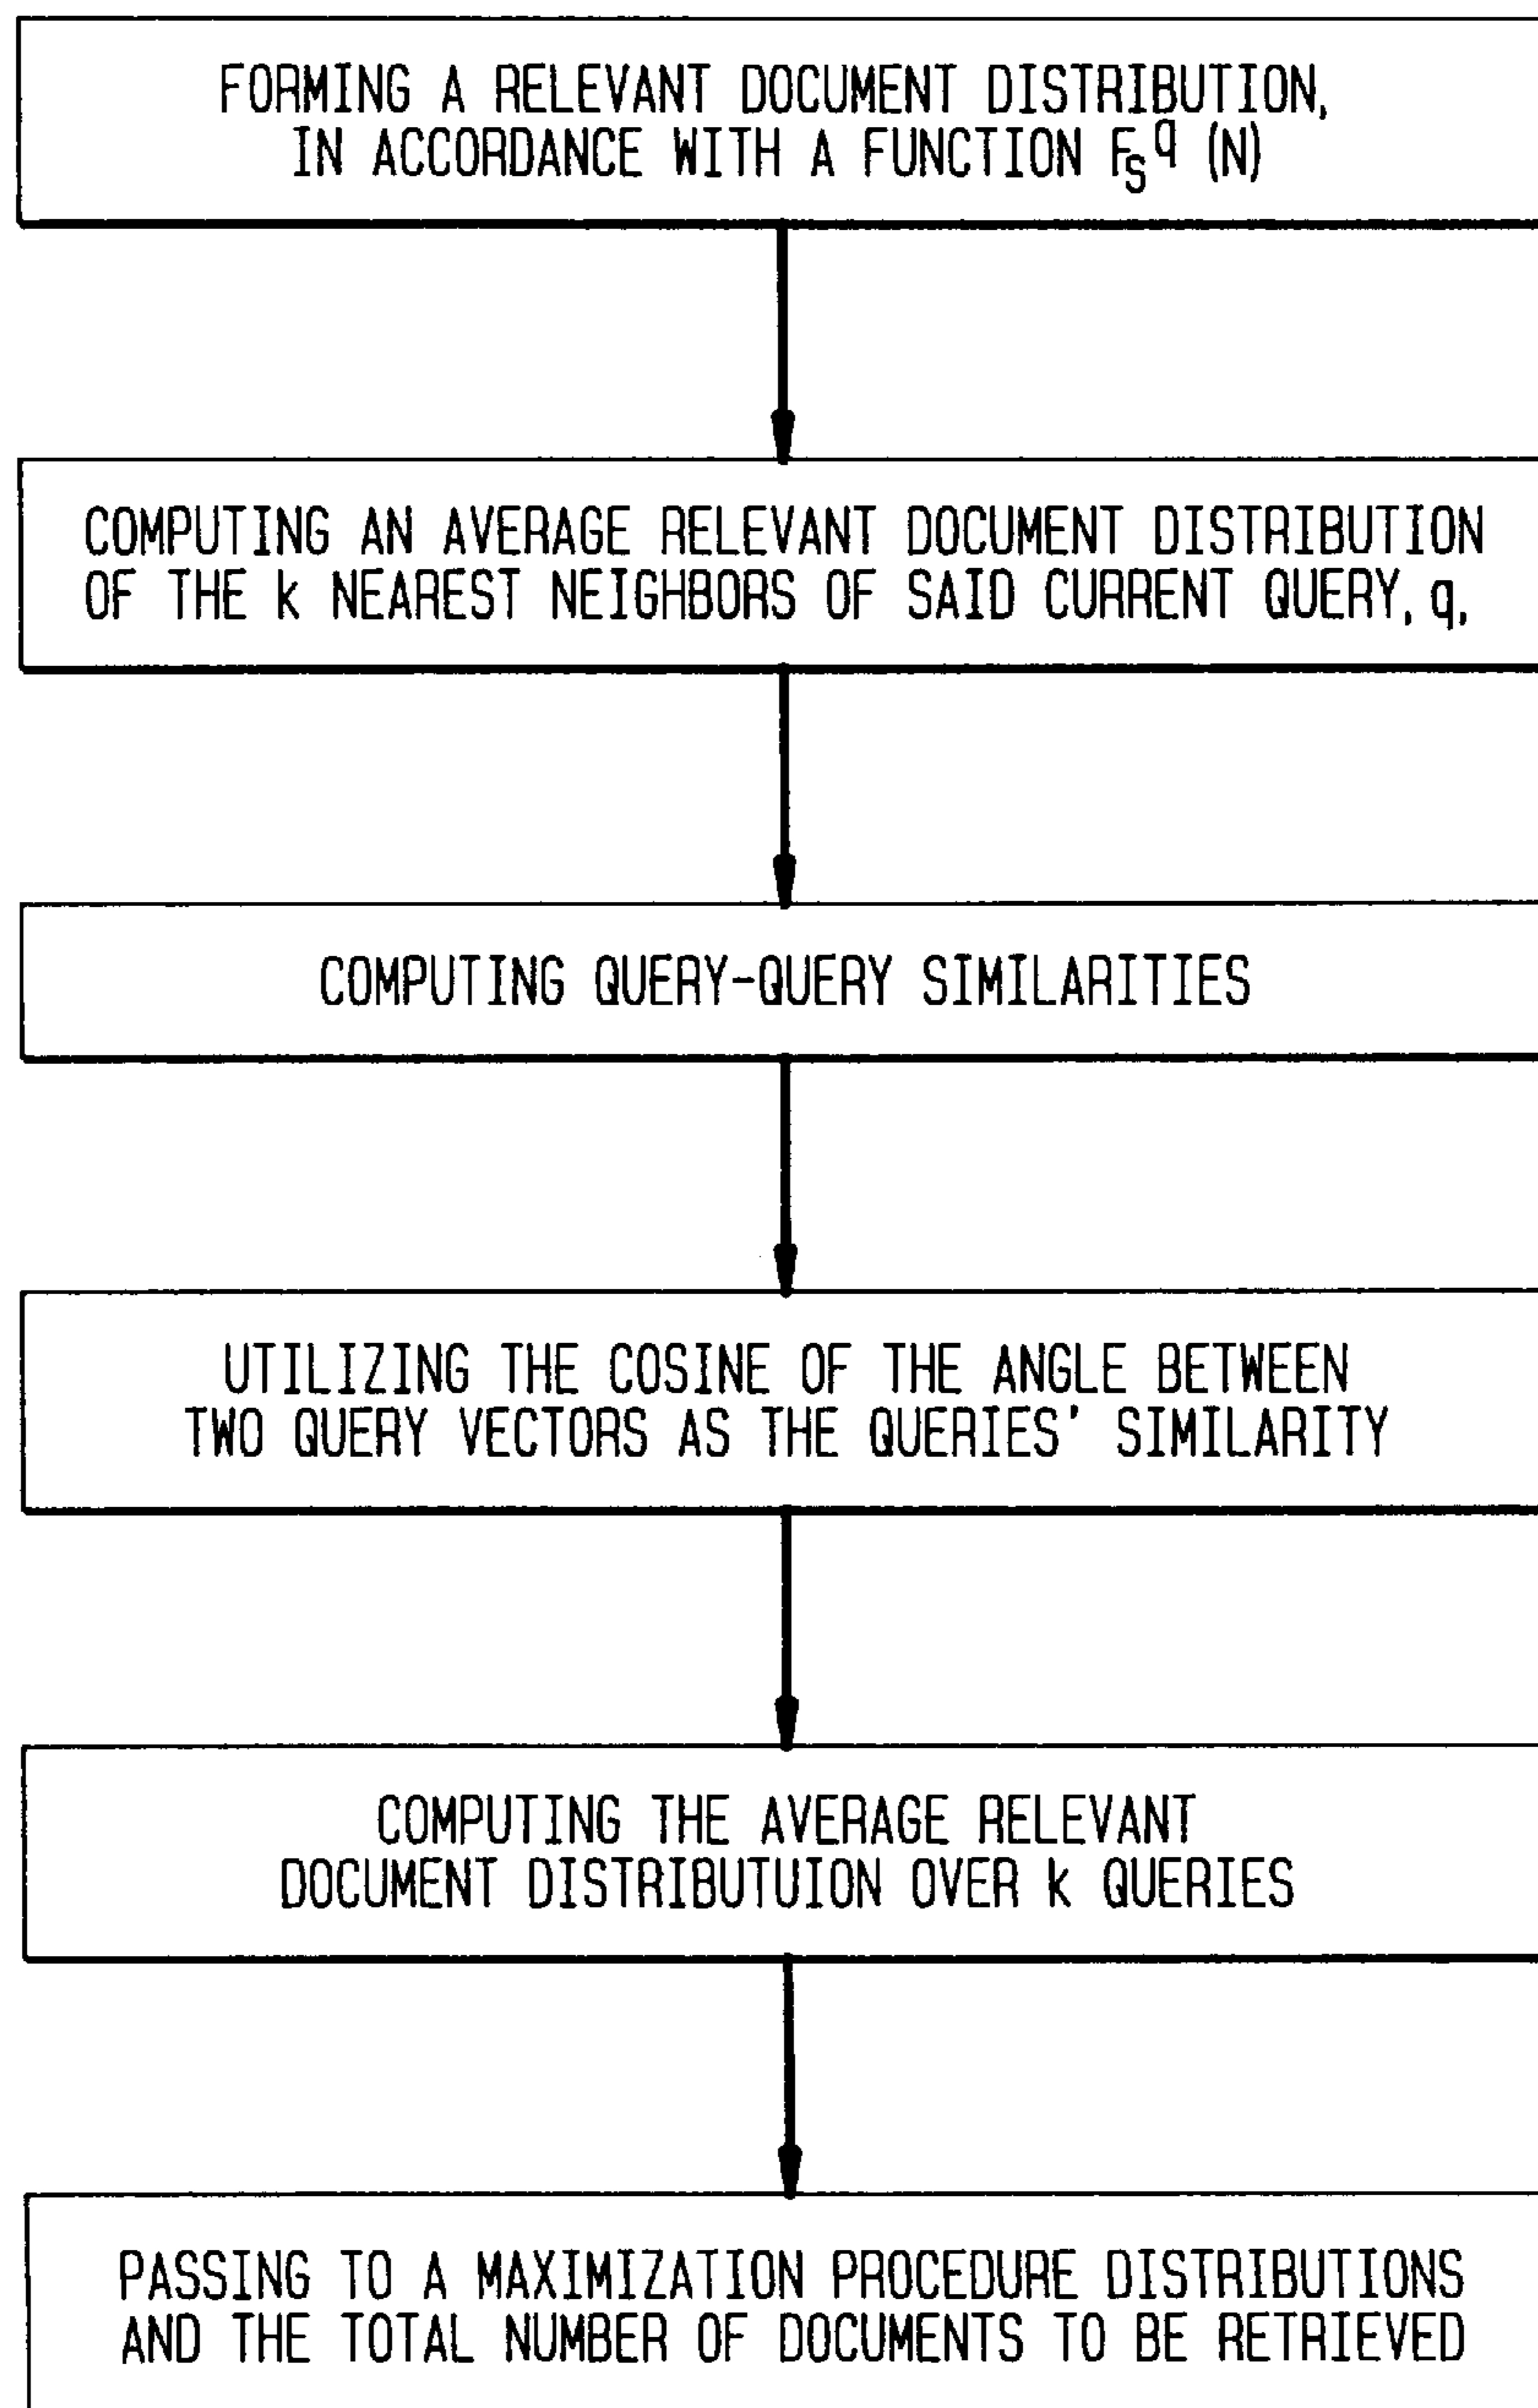 FORMING A RELEVANT DOCUMENT DISTRIBUTION,
IN ACCORDANCE WITH A FUNCTION F_S^q (N)
COMPUTING AN AVERAGE RELEVANT DOCUMENT DISTRIBUTION
OF THE k NEAREST NEIGHBORS OF SAID CURRENT QUERY, q,
COMPUTING QUERY-QUERY SIMILARITIES
UTILIZING THE COSINE OF THE ANGLE BETWEEN
TWO QUERY VECTORS AS THE QUERIES' SIMILARITY
COMPUTING THE AVERAGE RELEVANT
DOCUMENT DISTRIBUTUION OVER k QUERIES
PASSING TO A MAXIMIZATION PROCEDURE DISTRIBUTIONS
AND THE TOTAL NUMBER OF DOCUMENTS TO BE RETRIEVED